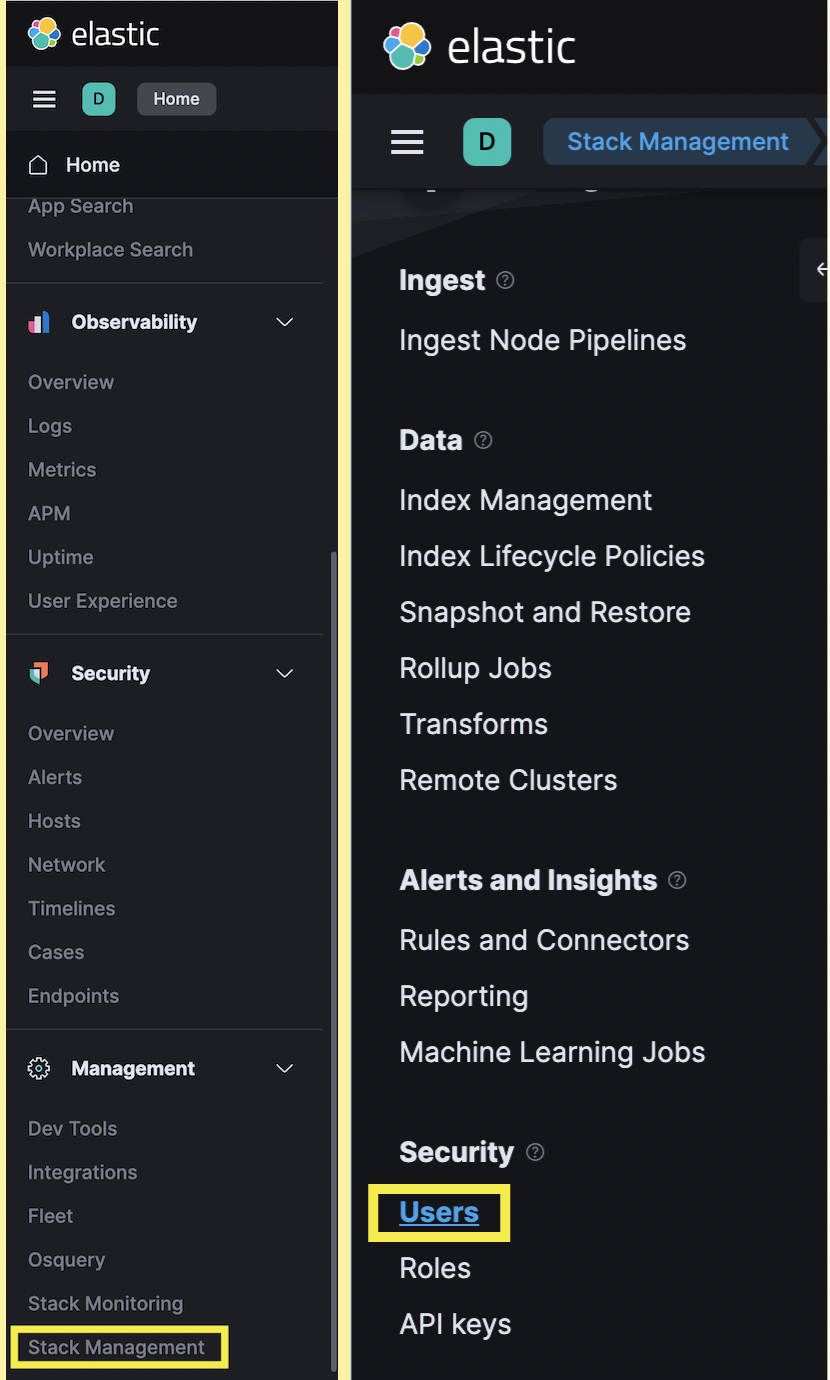 elastic
D
Home
Home
App Search
Workplace Search
Observability
Overview
Logs
Metrics
APM
Uptime
User Experience
Security
Overview
Alerts
Hosts
Network
Timelines
Cases
Endpoints
Management
Dev Tools
Integrations
Fleet
Osquery
Stack Monitoring
Stack Management
elastic
D
Stack Management
Ingest
Ingest Node Pipelines
Data
Index Management
Index Lifecycle Policies
Snapshot and Restore
Rollup Jobs
Transforms
Remote Clusters
Alerts and Insights
Rules and Connectors
Reporting
Machine Learning Jobs
Security
Users
Roles
API keys